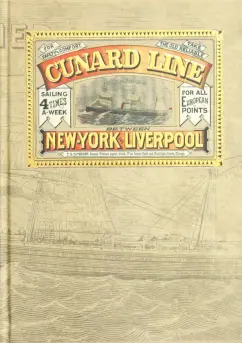 FOR SAFETY & COMFORT
TAKE THE OLD RELIABLE
CUNARD LINE
SAILING 4 TIMES A-WEEK
FOR ALL EUROPEAN POINTS
BETWEEN
NEW-YORK & LIVERPOOL